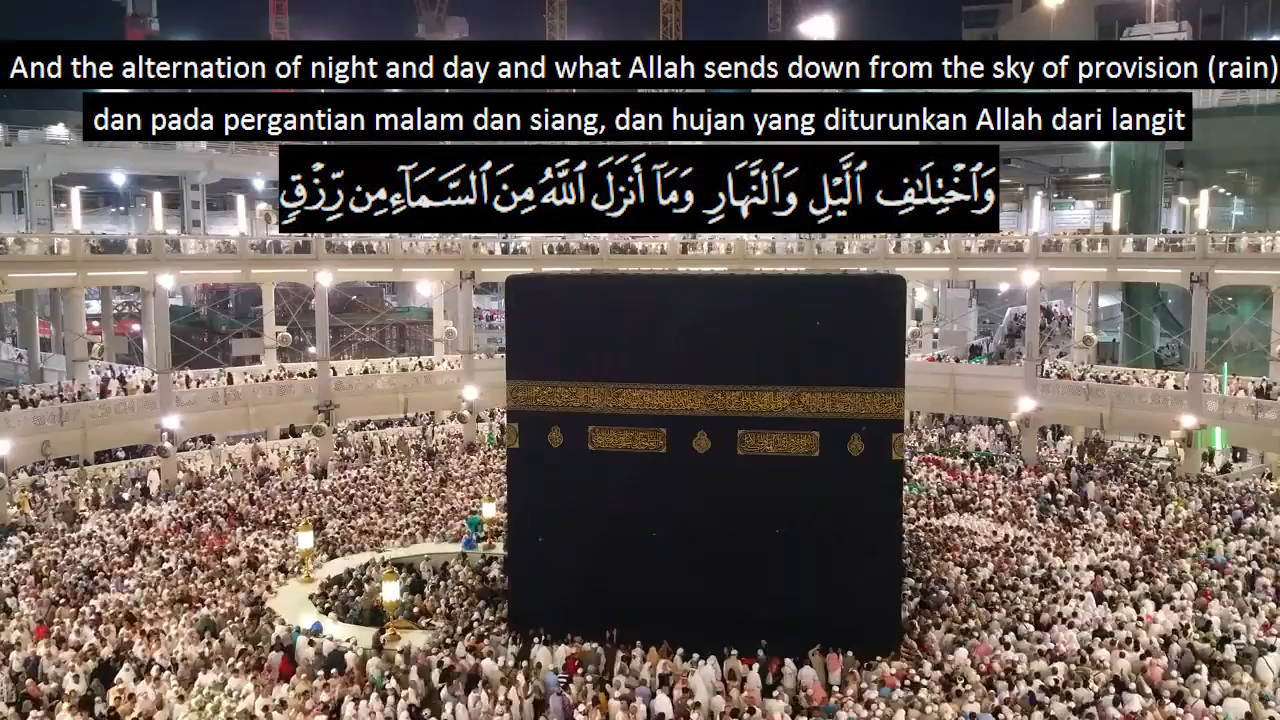 And the alternation of night and day and what Allah sends down from the sky of provision (rain)
dan pada pergantian malam dan siang, dan hujan yang diturunkan Allah dari langit
وَٱخْتِلَـٰفِ ٱلَّيْلِ وَٱلنَّهَارِ وَمَآ أَنزَلَ ٱللَّهُ مِنَ ٱلسَّمَآءِ مِن رِّزْقٍ